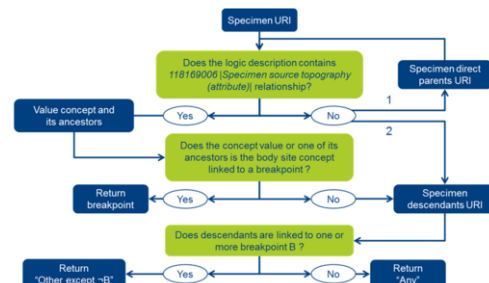 Specimen URI
Does the logic description contains
118169006 |Specimen source topography
(attribute)| relationship?
Specimen direct
parents URI
1
Value concept and
its ancestors
Yes
No
2
Does the concept value or one of its
ancestors is the body site concept
linked to a breakpoint ?
Return
breakpoint
Yes
No
Specimen
descendants URI
Does descendants are linked to one or
more breakpoint B ?
Return
"Other except ¬B"
Yes
No
Return
"Any"